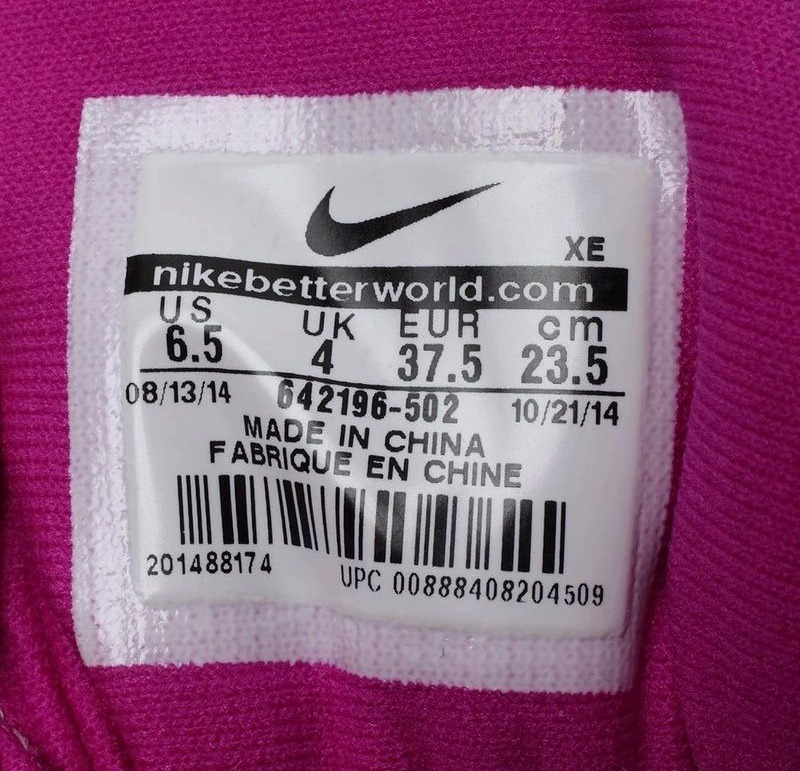 XE
nikebetterworld.com
US UK EUR cm
6.5 4 37.5 23.5
08/13/14 642196-502 10/21/14
MADE IN CHINA
FABRIQUE EN CHINE
201488174 UPC 00888408204509